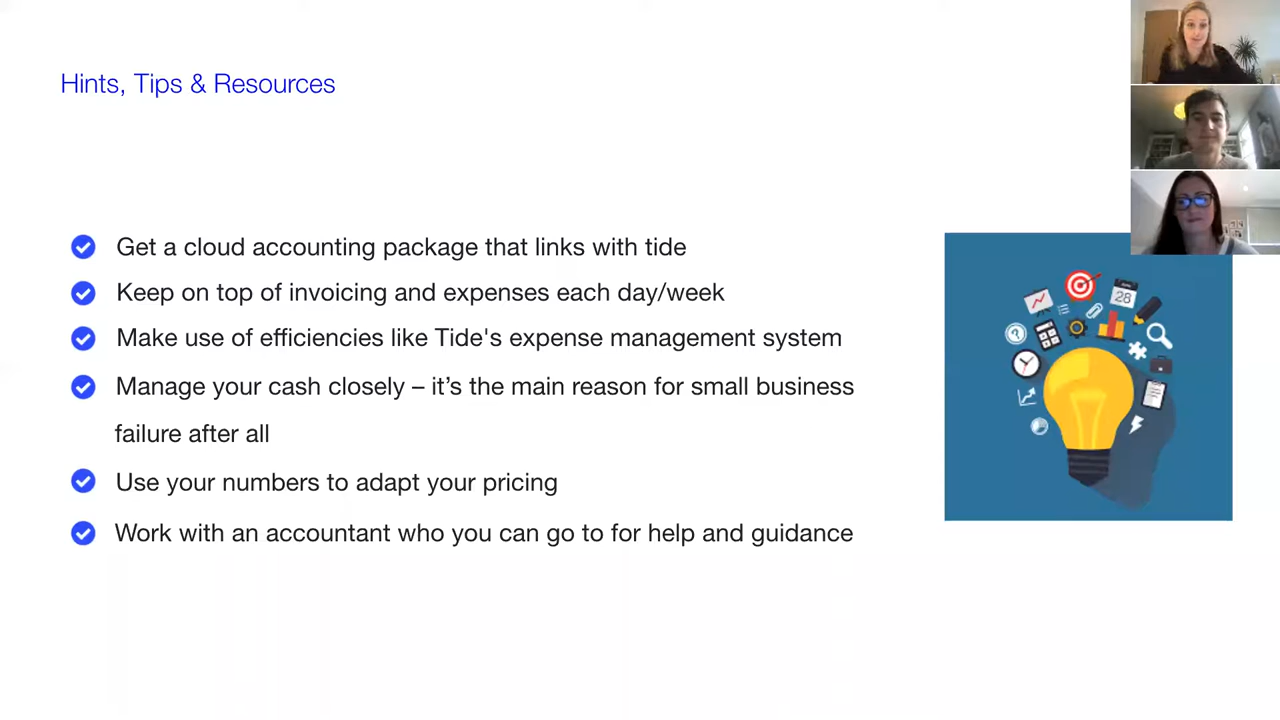 Hints, Tips & Resources
Get a cloud accounting package that links with tide
Keep on top of invoicing and expenses each day/week
Make use of efficiencies like Tide's expense management system
Manage your cash closely – it’s the main reason for small business
failure after all
Use your numbers to adapt your pricing
Work with an accountant who you can go to for help and guidance
28